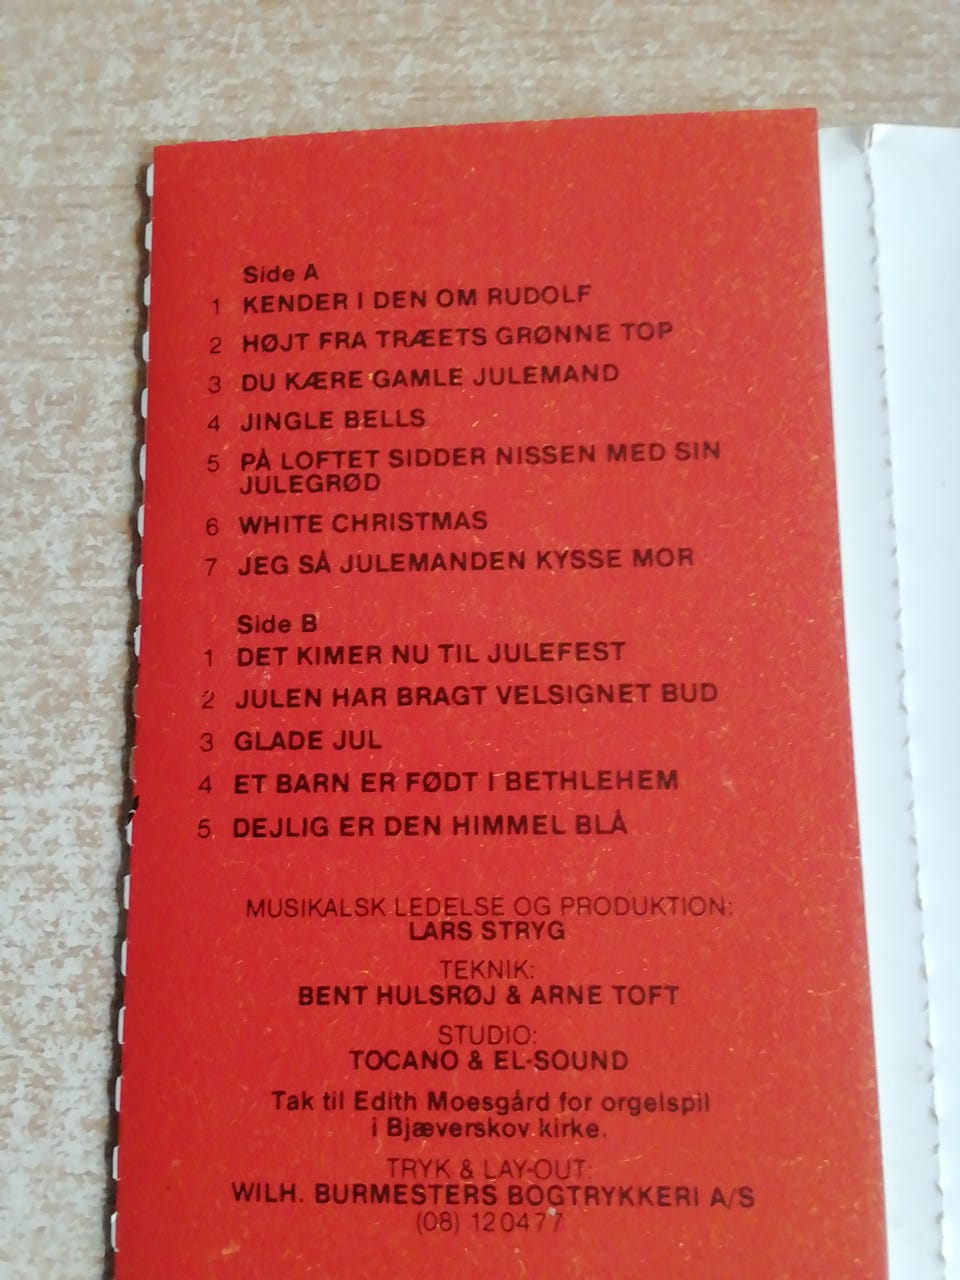 Side A
1 KENDER I DEN OM RUDOLF
2 HØJT FRA TRÆETS GRØNNE TOP
3 DU KÆRE GAMLE JULEMAND
4 JINGLE BELLS
5 PÅ LOFTET SIDDER NISSEN MED SIN
JULEGRØD
6 WHITE CHRISTMAS
7 JEG SÅ JULEMANDEN KYSSE MOR
Side B
1 DET KIMER NU TIL JULEFEST
2 JULEN HAR BRAGT VELSIGNET BUD
3 GLADE JUL
4 ET BARN ER FØDT I BETHLEHEM
5 DEJLIG ER DEN HIMMEL BLÅ
MUSIKALSK LEDELSE OG PRODUKTION:
LARS STRYG
TEKNIK:
BENT HULSRØJ & ARNE TOFT
STUDIO:
TOCANO & EL-SOUND
Tak til Edith Moesgård for orgelspil
i Bjæverskov kirke.
TRYK & LAY-OUT:
WILH. BURMESTERS BOGTRYKKERI A/S
(08) 120477